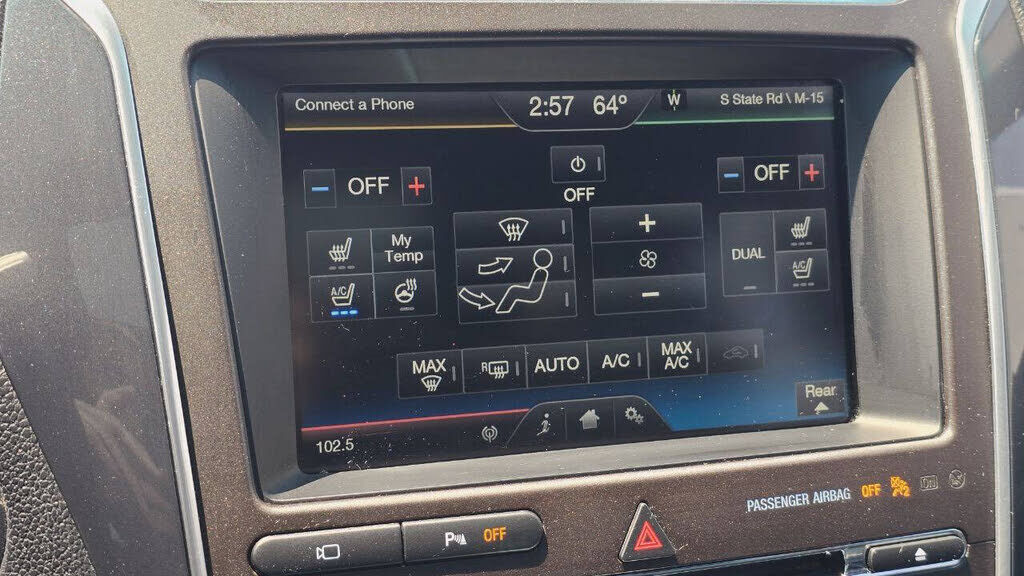 Connect a Phone 2:57 64° W S State Rd \ M-15
− OFF +
OFF
− OFF +
My
Temp
A/C
+
−
DUAL
A/C
MAX
R
AUTO
A/C
MAX
A/C
Rear
102.5
i
PASSENGER AIRBAG OFF
P OFF